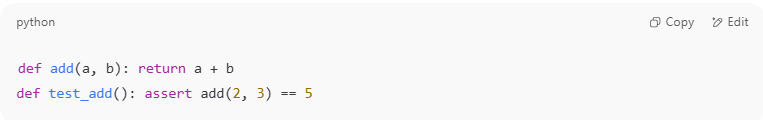 python Copy Edit
def add(a, b): return a + b
def test_add(): assert add(2, 3) == 5